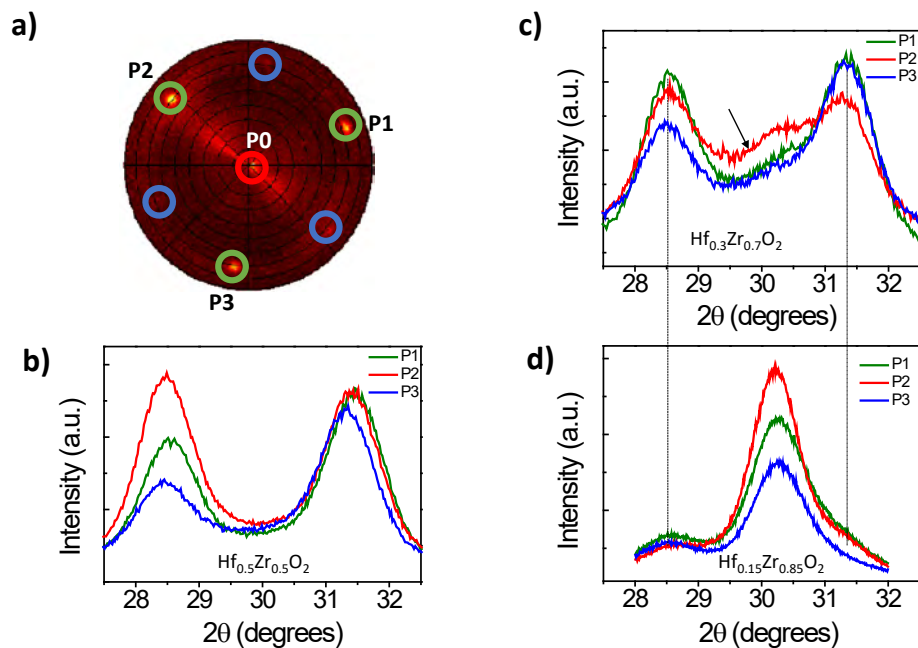 a)
P2
P1
P0
P3
b)
Intensity (a.u.)
P1
P2
P3
Hf0.5Zr0.5O2
28 29 30 31 32
2θ (degrees)
c)
Intensity (a.u.)
P1
P2
P3
Hf0.3Zr0.7O2
28 29 30 31 32
2θ (degrees)
d)
Intensity (a.u.)
P1
P2
P3
Hf0.15Zr0.85O2
28 29 30 31 32
2θ (degrees)